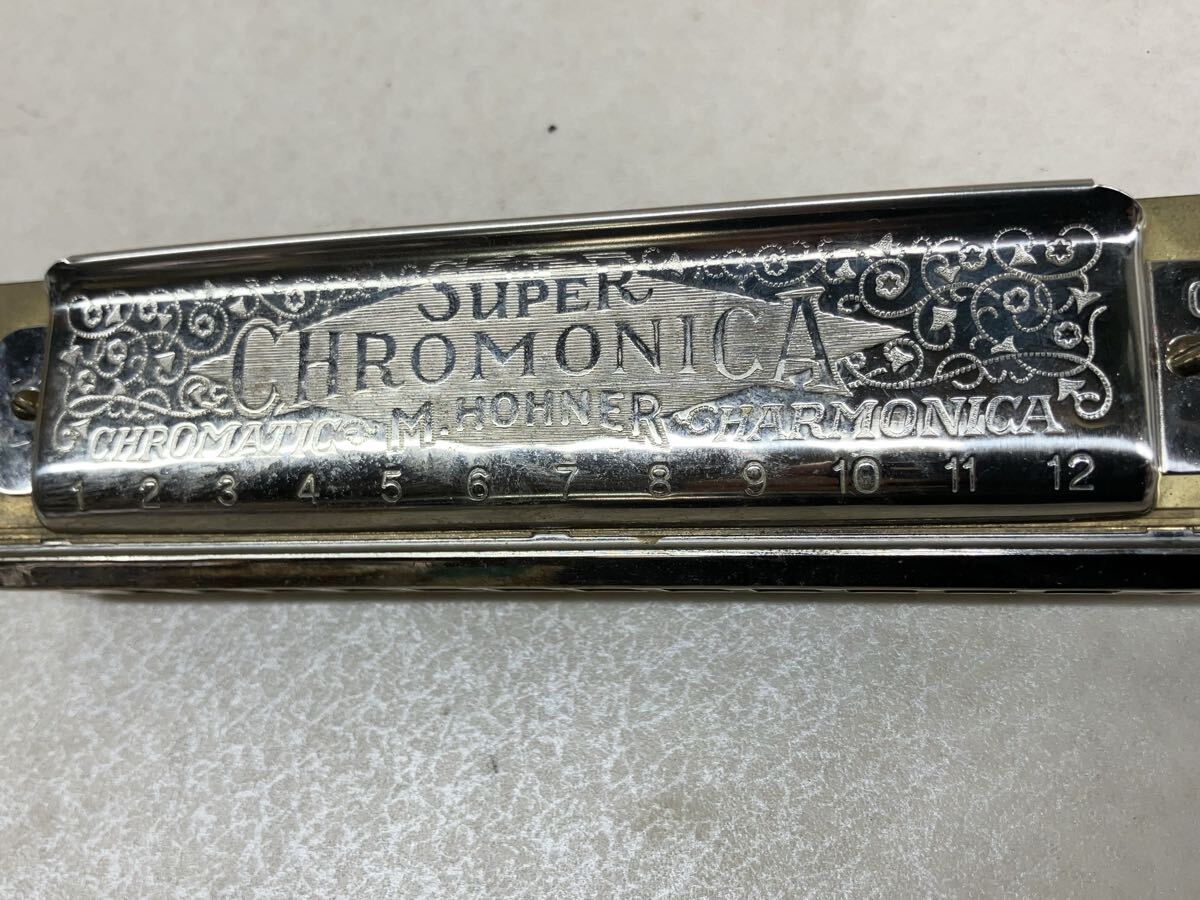 SUPER
CHROMONICA
CHROMATIC M. HOHNER HARMONICA
1 2 3 4 5 6 7 8 9 10 11 12